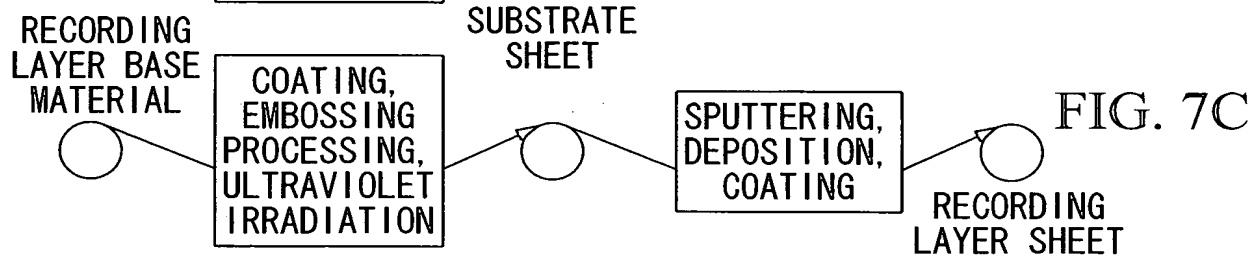 RECORDING
LAYER BASE
MATERIAL
COATING,
EMBOSSING
PROCESSING,
ULTRAVIOLET
IRRADIATION
SUBSTRATE
SHEET
SPUTTERING,
DEPOSITION,
COATING
RECORDING
LAYER SHEET
FIG. 7C